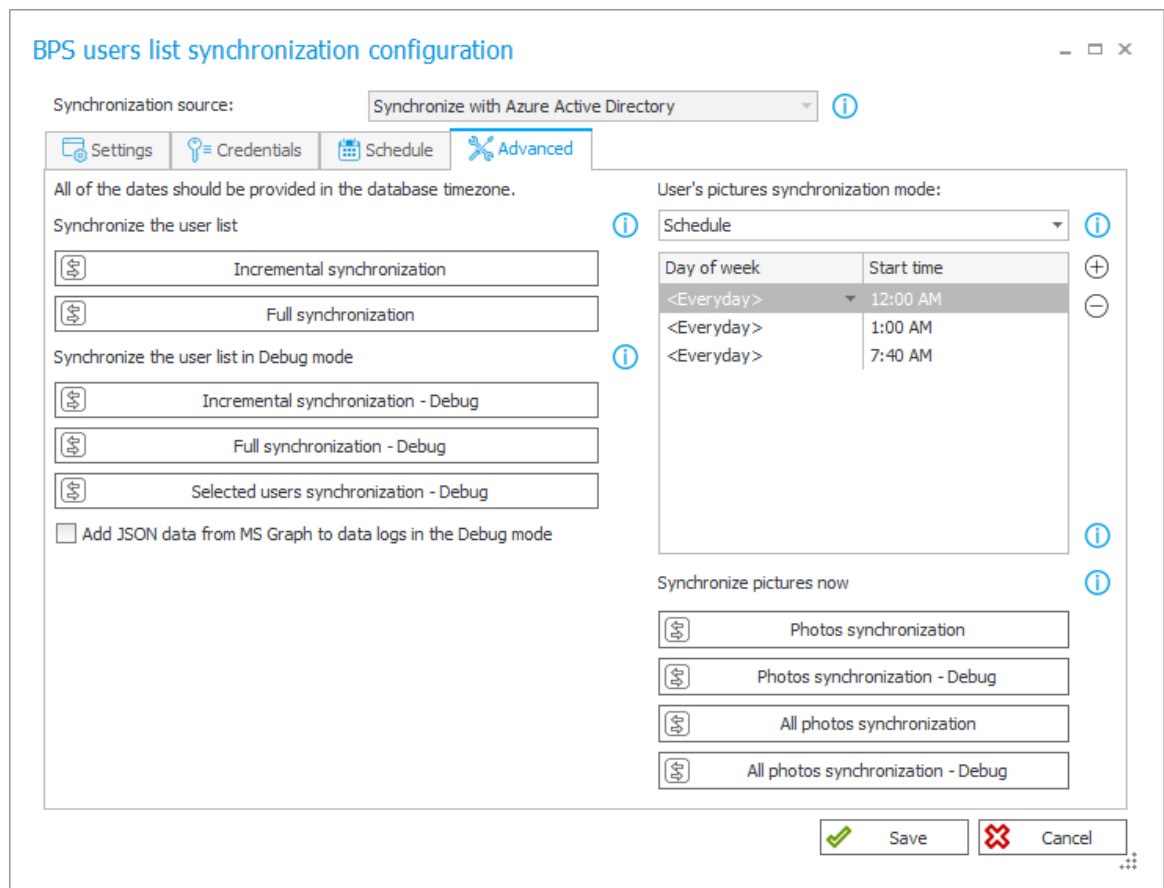 BPS users list synchronization configuration
Synchronization source:
Synchronize with Azure Active Directory
Settings
Credentials
Schedule
Advanced
All of the dates should be provided in the database timezone.
Synchronize the user list
Incremental synchronization
Full synchronization
Synchronize the user list in Debug mode
Incremental synchronization - Debug
Full synchronization - Debug
Selected users synchronization - Debug
Add JSON data from MS Graph to data logs in the Debug mode
User's pictures synchronization mode:
Schedule
Day of week Start time
<Everyday> 12:00 AM
<Everyday> 1:00 AM
<Everyday> 7:40 AM
Synchronize pictures now
Photos synchronization
Photos synchronization - Debug
All photos synchronization
All photos synchronization - Debug
Save
Cancel